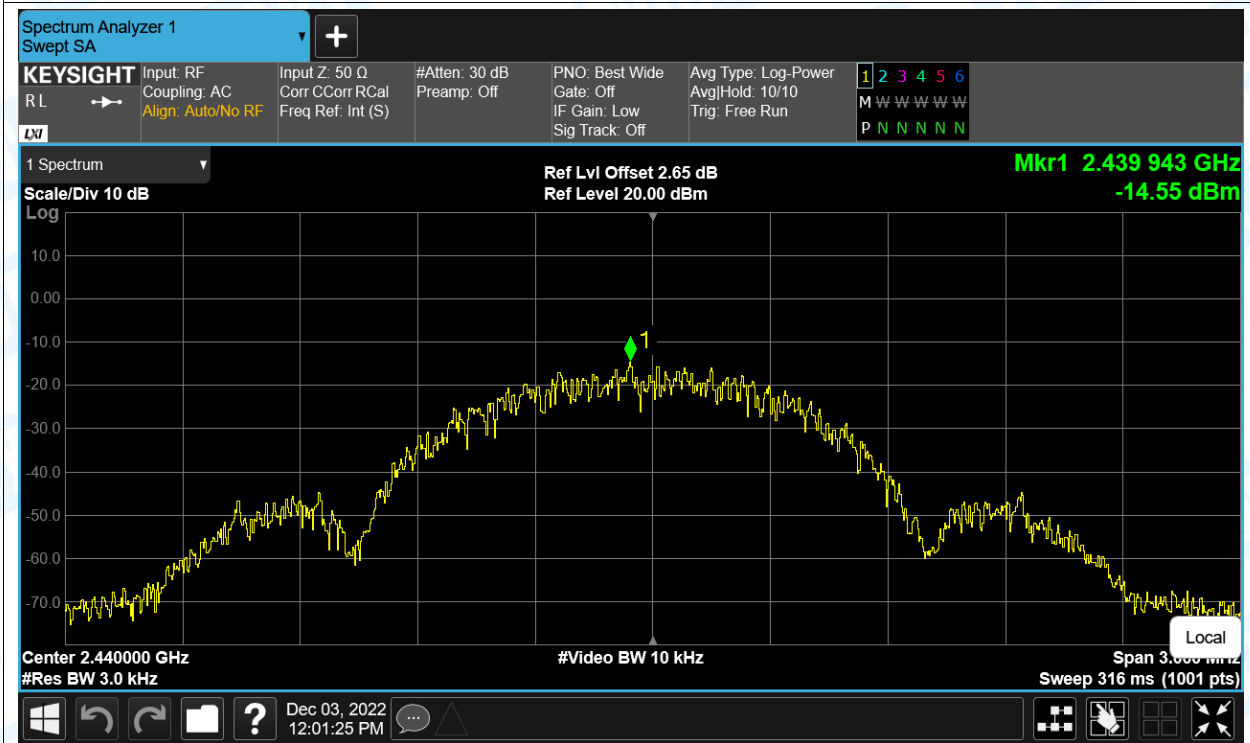 Spectrum Analyzer 1
Swept SA
KEYSIGHT
R L
LXI
Input: RF
Coupling: AC
Align: Auto/No RF
Input Z: 50 Ω
Corr CCorr RCal
Freq Ref: Int (S)
#Atten: 30 dB
Preamp: Off
PNO: Best Wide
Gate: Off
IF Gain: Low
Sig Track: Off
Avg Type: Log-Power
Avg|Hold: 10/10
Trig: Free Run
1 2 3 4 5 6
M W W W W W
P N N N N N
1 Spectrum
Scale/Div 10 dB
Log
Ref Lvl Offset 2.65 dB
Ref Level 20.00 dBm
Mkr1 2.439 943 GHz
-14.55 dBm
10.0
0.00
-10.0
-20.0
-30.0
-40.0
-50.0
-60.0
-70.0
1
Center 2.440000 GHz
#Res BW 3.0 kHz
#Video BW 10 kHz
Local
Span
Sweep 316 ms (1001 pts)
?
Dec 03, 2022
12:01:25 PM